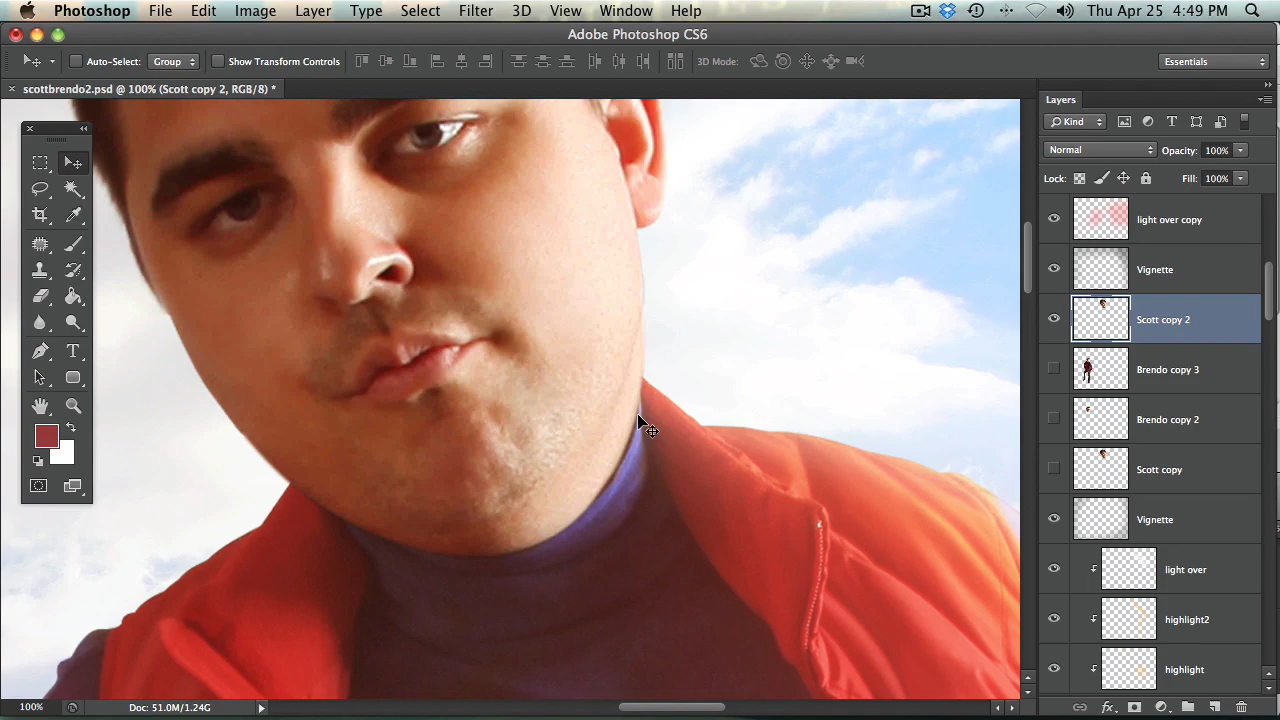 Photoshop File Edit Image Layer Type Select Filter 3D View Window Help Thu Apr 25 4:49 PM
Adobe Photoshop CS6
Auto-Select: Group Show Transform Controls 3D Mode: Essentials
scottbrendo2.psd @ 100% (Scott copy 2, RGB/8) *
Layers
Kind
Normal Opacity: 100%
Lock: Fill: 100%
light over copy
Vignette
Scott copy 2
Brendo copy 3
Brendo copy 2
Scott copy
Vignette
light over
highlight2
highlight
100% Doc: 51.0M/1.24G